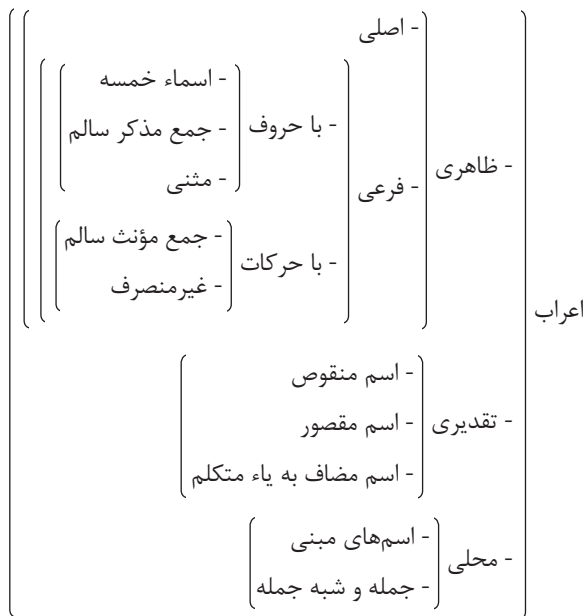 اعراب
- ظاهری
- اصلی
- فرعی
- با حروف
- اسماء خمسه
- جمع مذکر سالم
- مثنی
- با حرکات
- جمع مؤنث سالم
- غیرمنصرف
- تقدیری
- اسم منقوص
- اسم مقصور
- اسم مضاف به یاء متکلم
- محلی
- اسم‌های مبنی
- جمله و شبه جمله